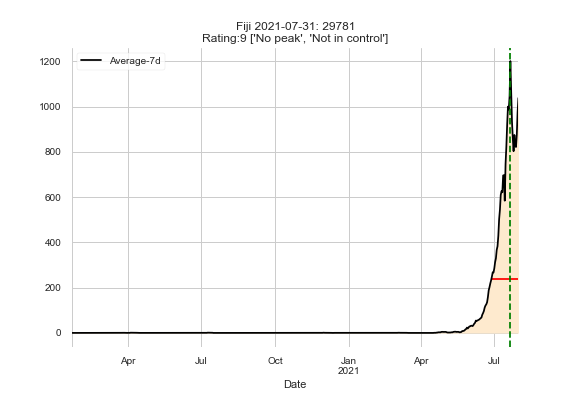 Fiji 2021-07-31: 29781
Rating:9 ['No peak', 'Not in control']
Average-7d
1200
1000
800
600
400
200
0
Apr Jul Oct Jan Apr Jul
2021
Date